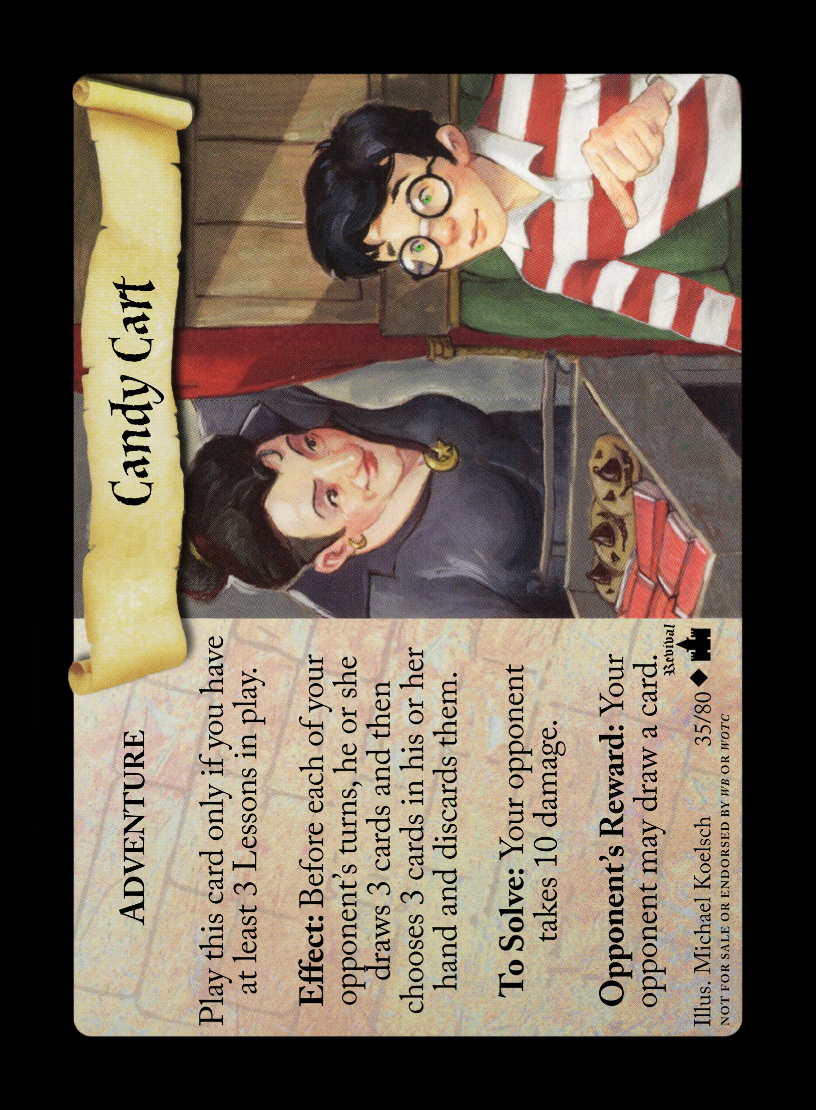 Candy Cart
ADVENTURE
Play this card only if you have
at least 3 Lessons in play.
Effect: Before each of your
opponent's turns, he or she
draws 3 cards and then
chooses 3 cards in his or her
hand and discards them.
To Solve: Your opponent
takes 10 damage.
Opponent's Reward: Your
opponent may draw a card.
Revival
Illus. Michael Koelsch 35/80
NOT FOR SALE OR ENDORSED BY WB OR WOTC